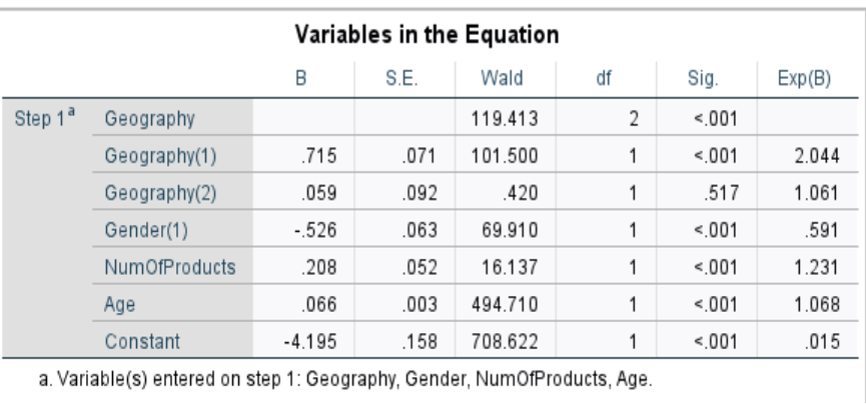 Variables in the Equation
B S.E. Wald df Sig. Exp(B)
Step 1a Geography 119.413 2 <.001
Geography(1) .715 .071 101.500 1 <.001 2.044
Geography(2) .059 .092 .420 1 .517 1.061
Gender(1) -.526 .063 69.910 1 <.001 .591
NumOfProducts .208 .052 16.137 1 <.001 1.231
Age .066 .003 494.710 1 <.001 1.068
Constant -4.195 .158 708.622 1 <.001 .015
a. Variable(s) entered on step 1: Geography, Gender, NumOfProducts, Age.